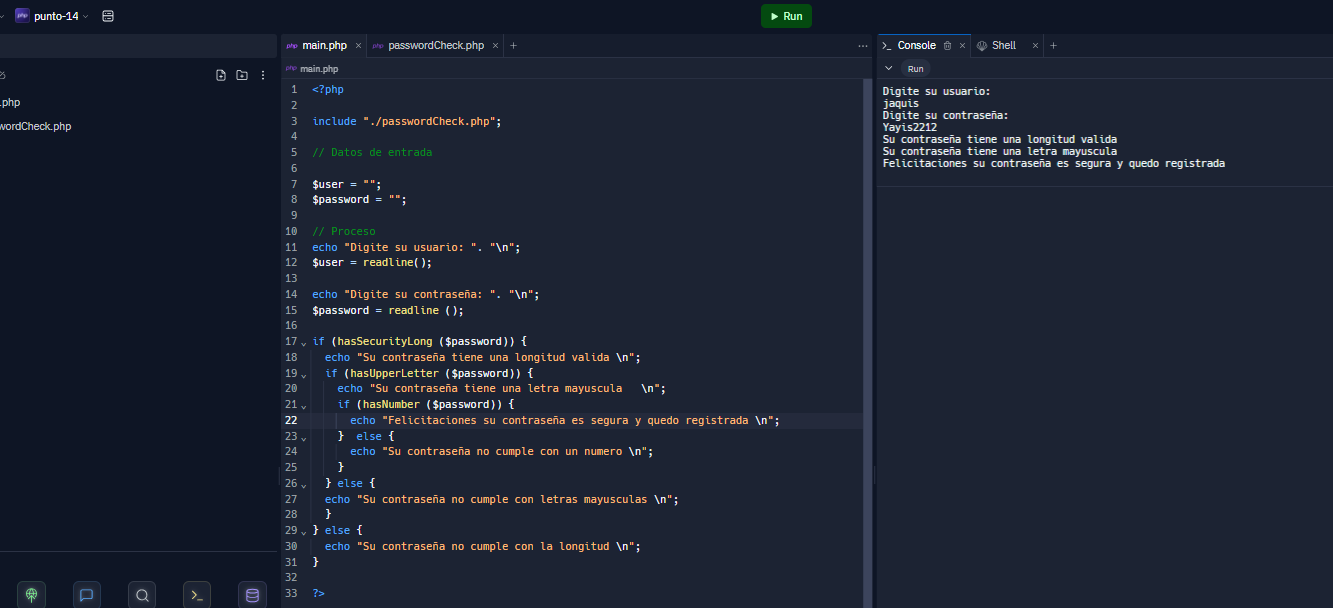 php punto-14
Run
php main.php
php passwordCheck.php
Console
Shell
php main.php
Run
.php
wordCheck.php
1 <?php
2
3 include "./passwordCheck.php";
4
5 // Datos de entrada
6
7 $user = "";
8 $password = "";
9
10 // Proceso
11 echo "Digite su usuario: ". "\n";
12 $user = readline();
13
14 echo "Digite su contraseña: ". "\n";
15 $password = readline ();
16
17 if (hasSecurityLong ($password)) {
18 echo "Su contraseña tiene una longitud valida \n";
19 if (hasUpperLetter ($password)) {
20 echo "Su contraseña tiene una letra mayuscula   \n";
21 if (hasNumber ($password)) {
22 echo "Felicitaciones su contraseña es segura y quedo registrada \n";
23 }  else {
24 echo "Su contraseña no cumple con un numero \n";
25 }
26 } else {
27 echo "Su contraseña no cumple con letras mayusculas \n";
28 }
29 } else {
30 echo "Su contraseña no cumple con la longitud \n";
31 }
32
33 ?>
Digite su usuario:
jaquis
Digite su contraseña:
Yayis2212
Su contraseña tiene una longitud valida
Su contraseña tiene una letra mayuscula
Felicitaciones su contraseña es segura y quedo registrada